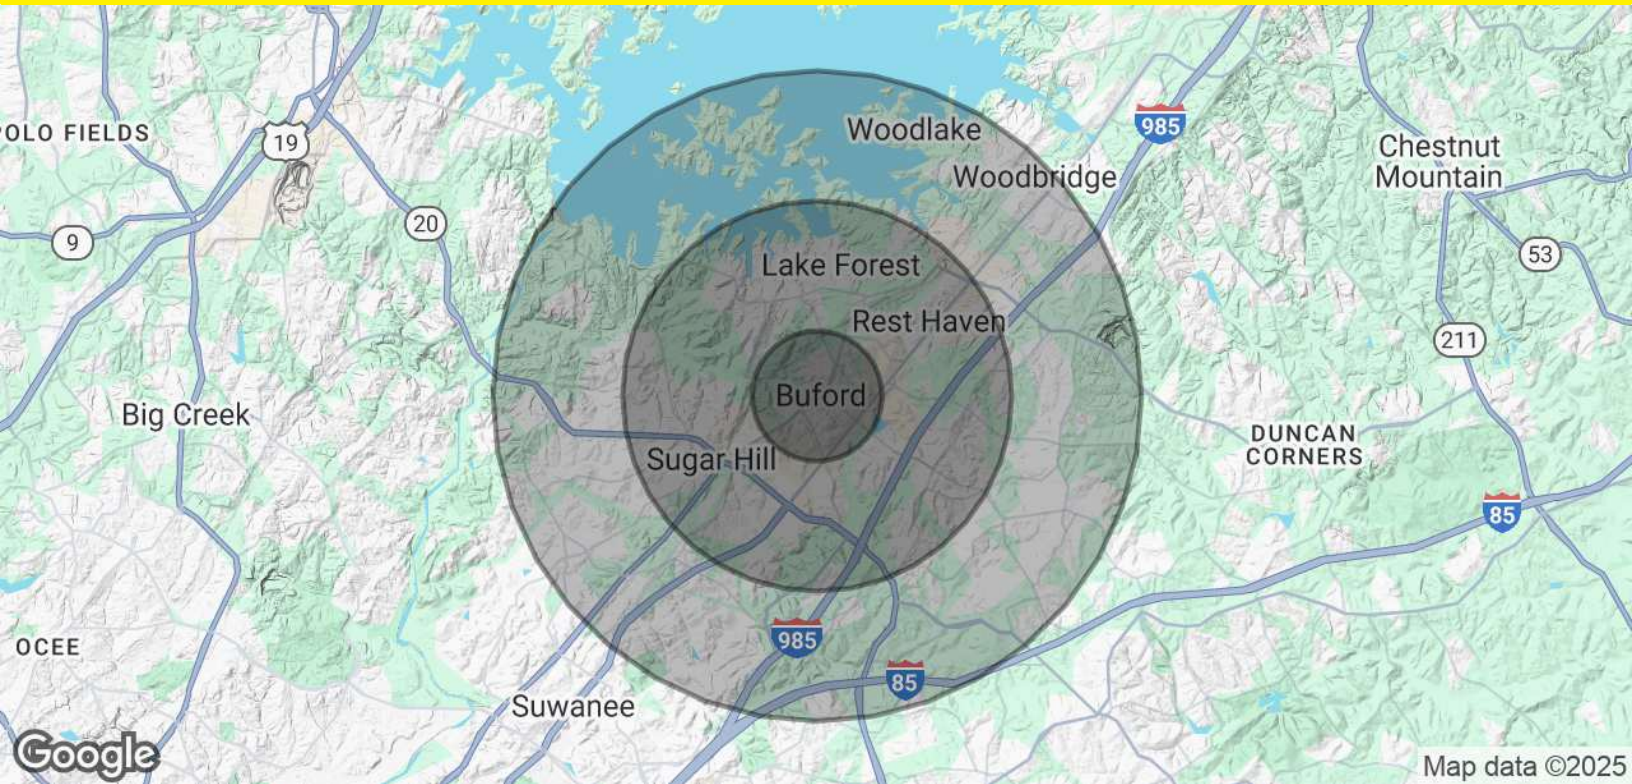 Woodlake
POLO FIELDS
19
985
Chestnut
Mountain
Woodbridge
20
9
53
Lake Forest
Rest Haven
211
Buford
Big Creek
DUNCAN
CORNERS
Sugar Hill
85
985
OCEE
85
Suwanee
Google
Map data ©2025